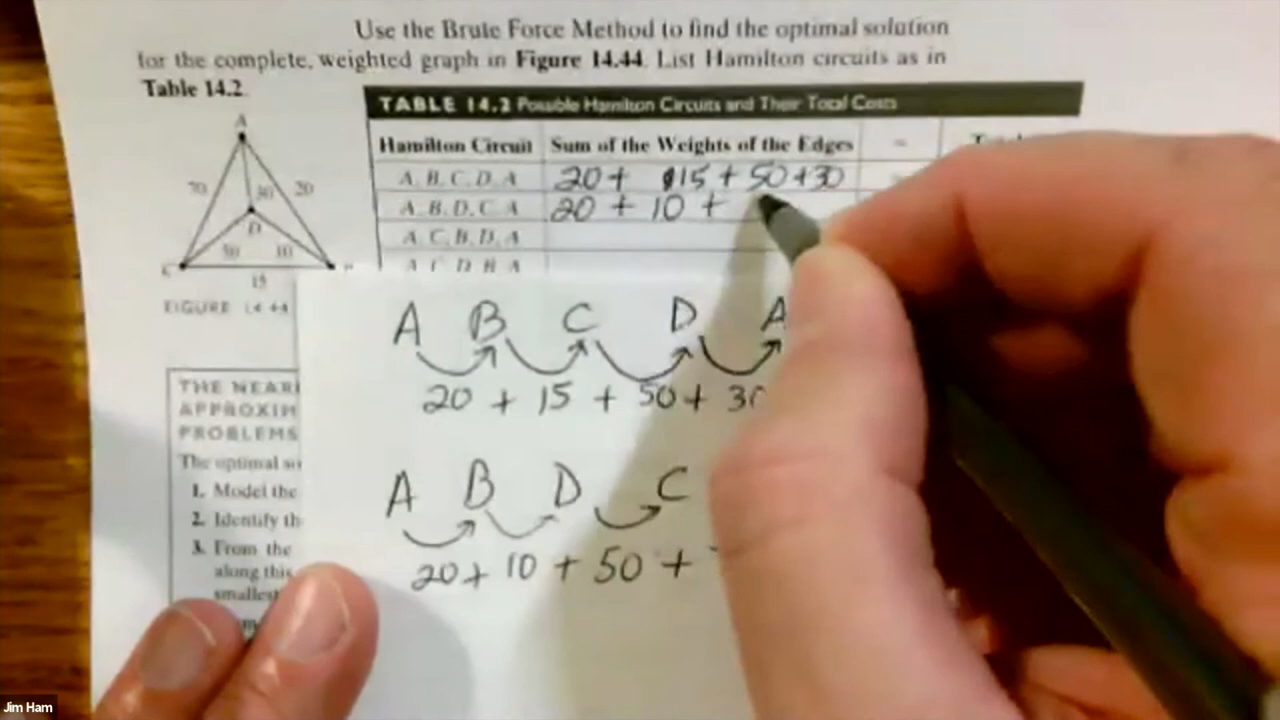 Use the Brute Force Method to find the optimal solution
for the complete, weighted graph in Figure 14.44. List Hamilton circuits as in
Table 14.2.
TABLE 14.2 Possible Hamilton Circuits and Their Total Costs
Hamilton Circuit Sum of the Weights of the Edges =
A, B, C, D, A 20 + 15 + 50 + 30
A, B, D, C, A 20 + 10 +
A, C, B, D, A
A, C, D, B, A
A
70 30 20
D
50 10
C
15
FIGURE 14.44
A B C D A
20 + 15 + 50 + 30
A B D C
20 + 10 + 50 +
THE NEAR
APPROXIM
PROBLEMS
The optimal so
1. Model the
2. Identify th
3. From the
along this
smallest
Jim Ham